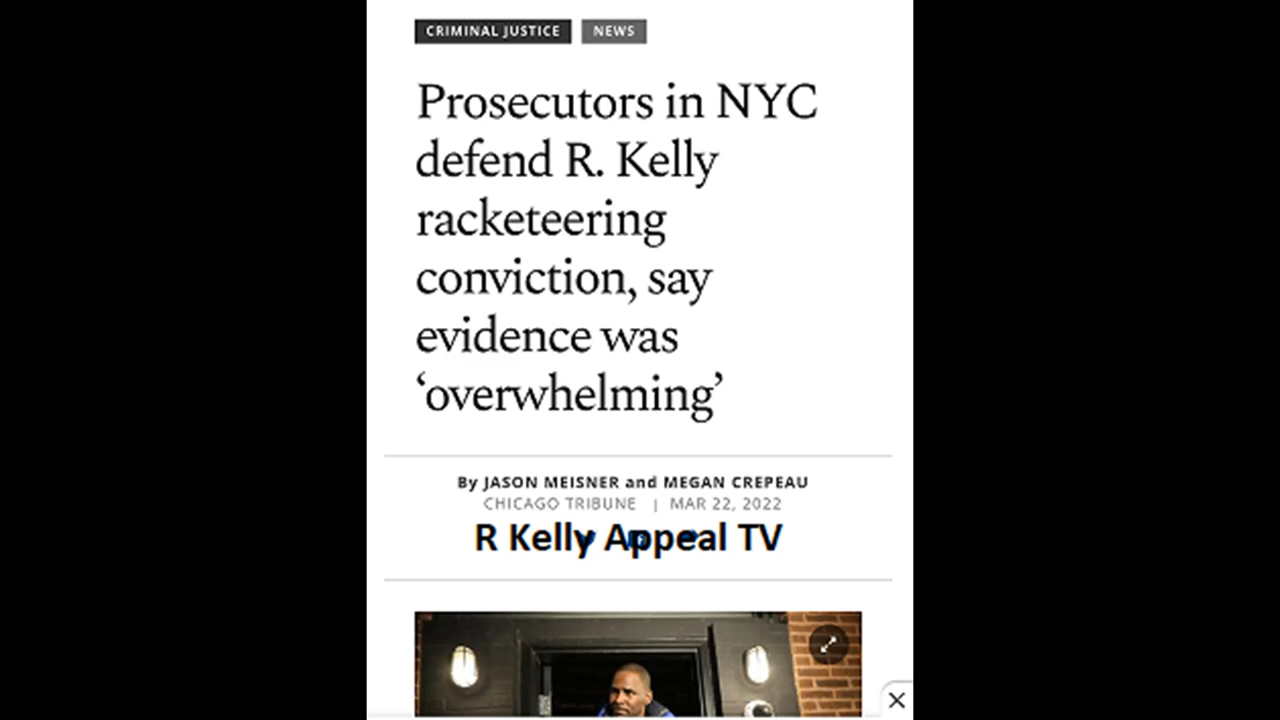 CRIMINAL JUSTICE NEWS
Prosecutors in NYC
defend R. Kelly
racketeering
conviction, say
evidence was
‘overwhelming’
By JASON MEISNER and MEGAN CREPEAU
CHICAGO TRIBUNE | MAR 22, 2022
R Kelly Appeal TV